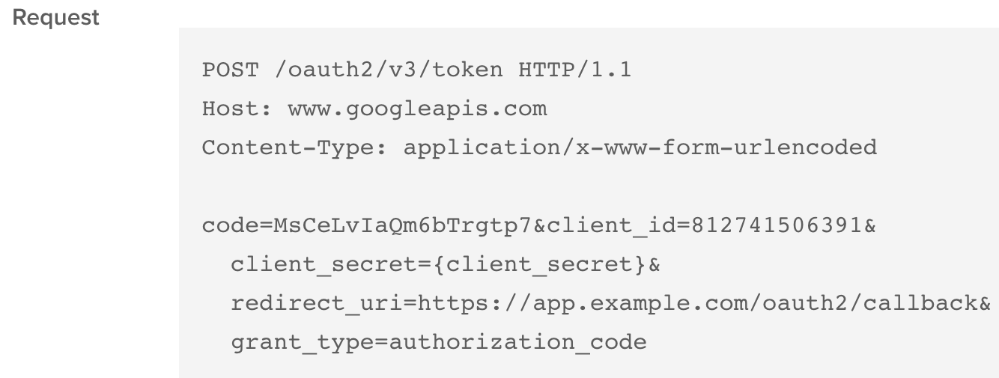 Request
POST /oauth2/v3/token HTTP/1.1
Host: www.googleapis.com
Content-Type: application/x-www-form-urlencoded
code=MsCeLvIaQm6bTrgtp7&client_id=812741506391&
client_secret={client_secret}&
redirect_uri=https://app.example.com/oauth2/callback&
grant_type=authorization_code